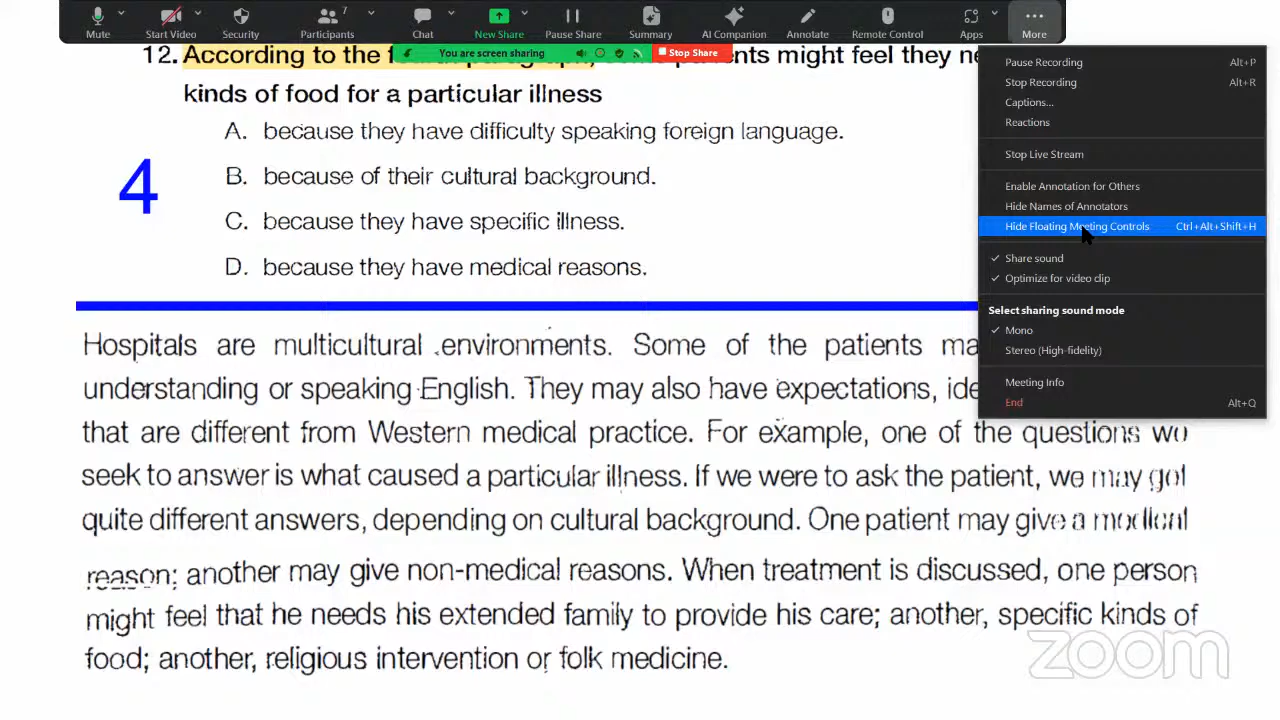 Mute Start Video Security Participants 7 Chat New Share Pause Share Summary AI Companion Annotate Remote Control Apps More
You are screen sharing Stop Share
12. According to the might feel they
kinds of food for a particular illness
A. because they have difficulty speaking foreign language.
4
B. because of their cultural background.
C. because they have specific illness.
D. because they have medical reasons.
Pause Recording Alt+P
Stop Recording Alt+R
Captions...
Reactions
Stop Live Stream
Enable Annotation for Others
Hide Names of Annotators
Hide Floating Meeting Controls Ctrl+Alt+Shift+H
Share sound
Optimize for video clip
Select sharing sound mode
Mono
Stereo (High-fidelity)
Meeting Info
End Alt+Q
Hospitals are multicultural environments. Some of the patients
understanding or speaking English. They may also have expectations,
that are different from Western medical practice. For example, one of the questions we
seek to answer is what caused a particular illness. If we were to ask the patient, we may get
quite different answers, depending on cultural background. One patient may give a medical
reason; another may give non-medical reasons. When treatment is discussed, one person
might feel that he needs his extended family to provide his care; another, specific kinds of
food; another, religious intervention or folk medicine.
zoom